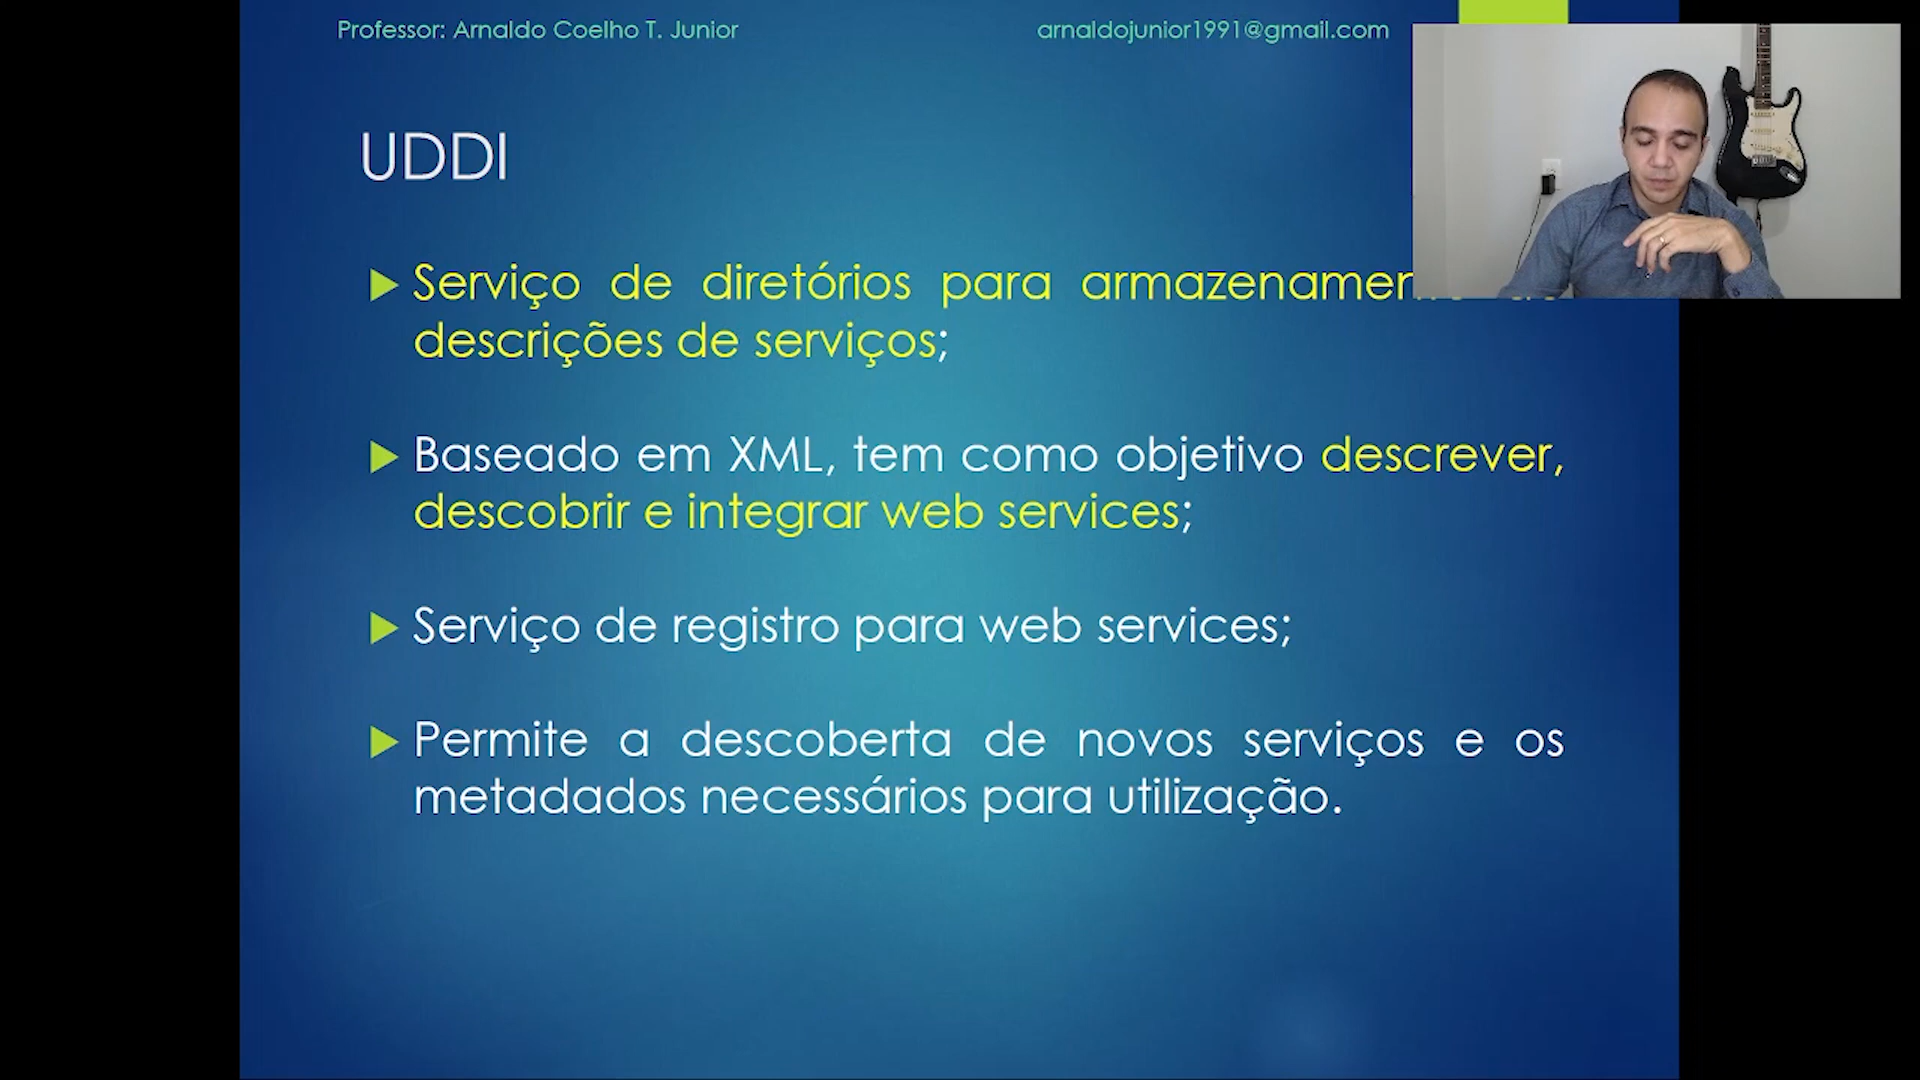 Professor: Arnaldo Coelho T. Junior arnaldojunior1991@gmail.com
UDDI
Serviço de diretórios para
descrições de serviços;
Baseado em XML, tem como objetivo descrever,
descobrir e integrar web services;
Serviço de registro para web services;
Permite a descoberta de novos serviços e os
metadados necessários para utilização.